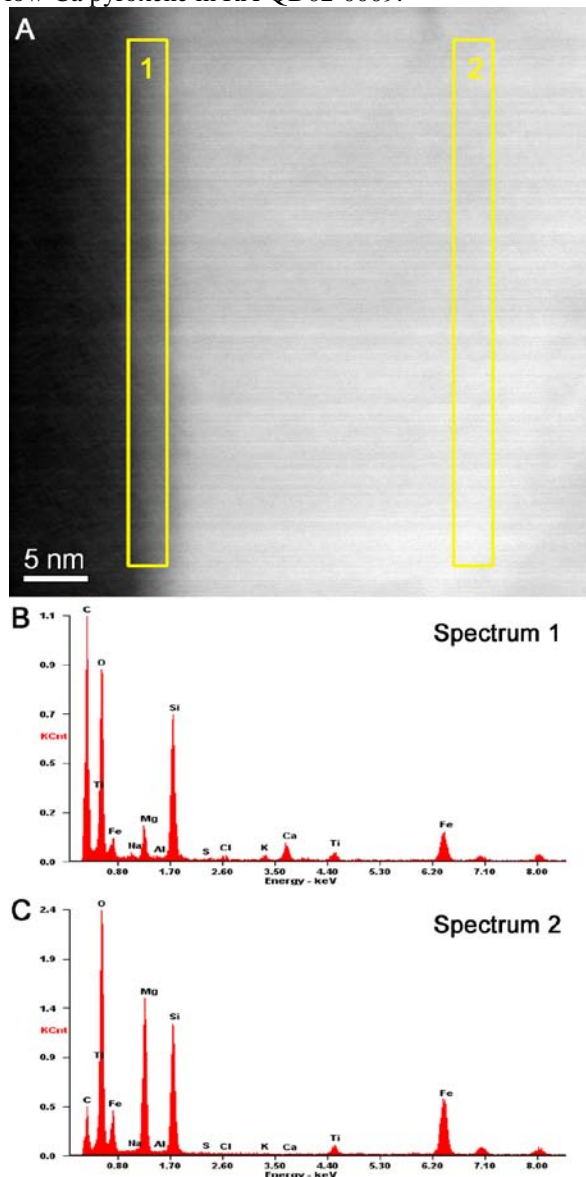 low-Ca pyroxene in RA-QD02-0009.
A
1
2
5 nm
B
Spectrum 1
1.1
0.9
0.7
KCnt
0.5
0.2
0.0
C
O
Ti
Fe
Na
Mg
Al
Si
S
Cl
K
Ca
Ti
Fe
0.80 1.70 2.60 3.50 4.40 5.30 6.20 7.10 8.00
Energy - keV
C
Spectrum 2
2.4
1.9
1.4
KCnt
0.9
0.5
0.0
C
O
Ti
Fe
Na
Mg
Al
Si
S
Cl
K
Ca
Ti
Fe
0.80 1.70 2.60 3.50 4.40 5.30 6.20 7.10 8.00
Energy - keV